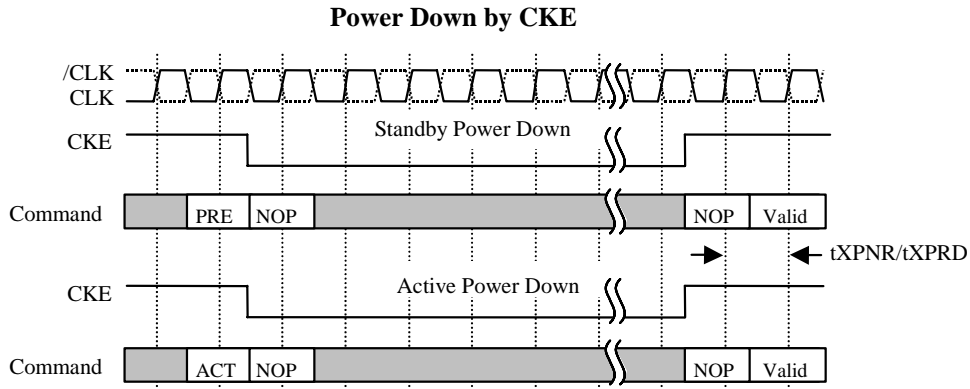 Power Down by CKE
/CLK
CLK
CKE
Standby Power Down
Command
PRE
NOP
NOP
Valid
tXPNR/tXPRD
CKE
Active Power Down
Command
ACT
NOP
NOP
Valid